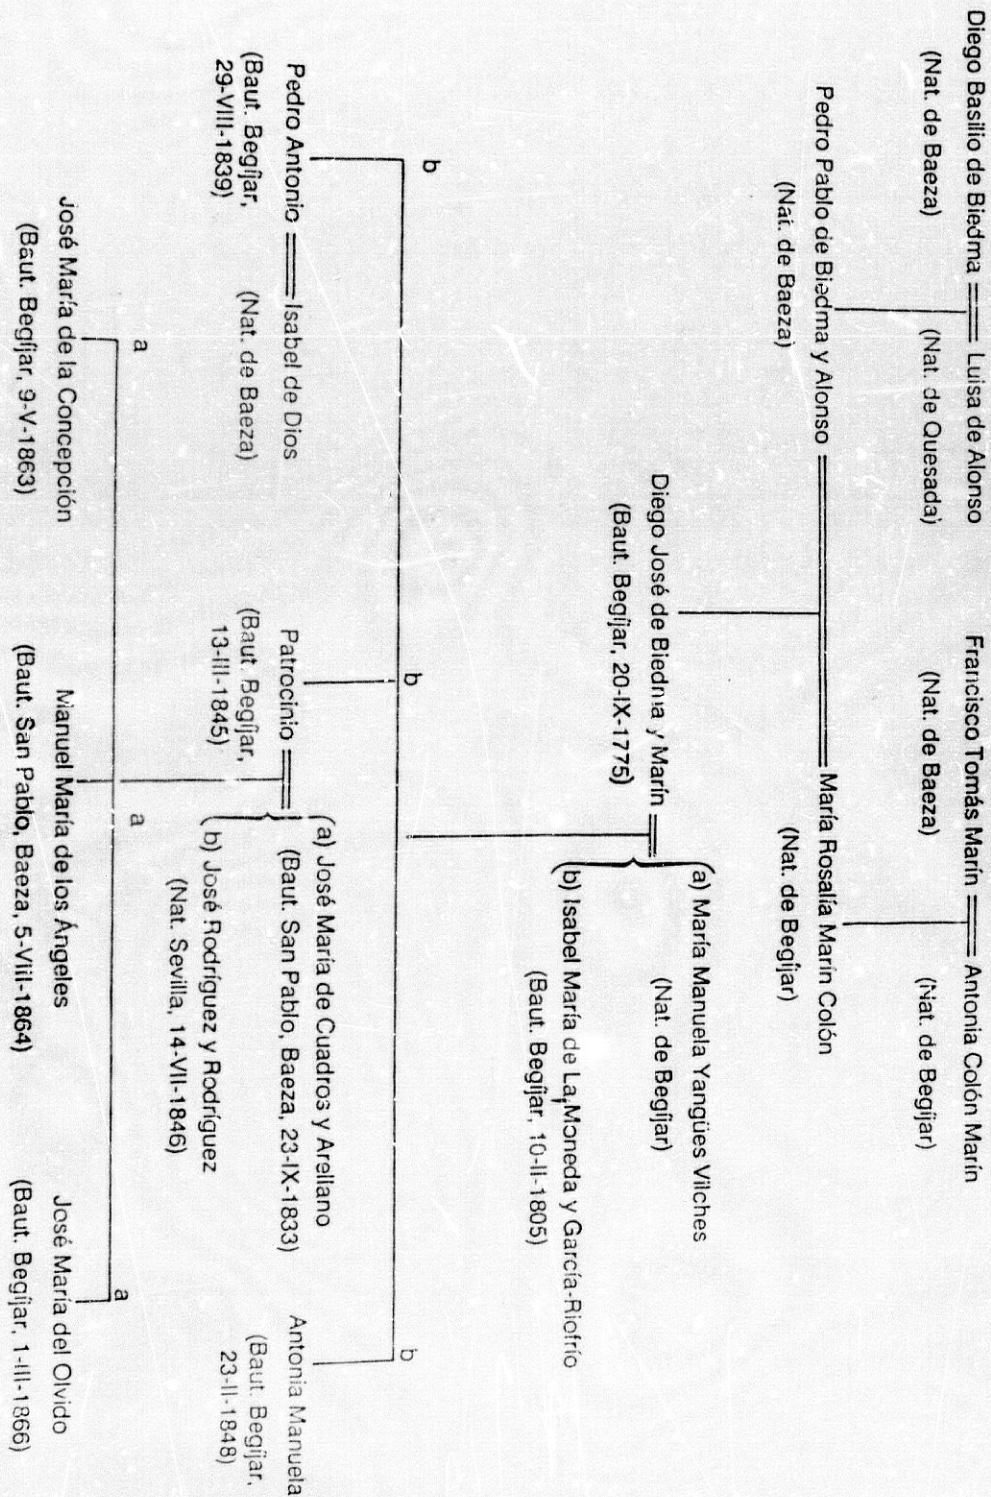 Diego Basilio de Biedma Luisa de Alonso Francisco Tomás Marín Antonia Colón Marín
(Nat. de Baeza) (Nat. de Quesada) (Nat. de Baeza) (Nat. de Begíjar)
Pedro Pablo de Biedma y Alonso María Rosalía Marín Colón
(Nat. de Baeza) (Nat. de Begíjar)
Diego José de Biedma y Marín
(Baut. Begíjar, 20-IX-1775)
(a) María Manuela Yangües Vilches
(Nat. de Begíjar)
(b) Isabel María de La Moneda y García-Riofrío
(Baut. Begíjar, 10-II-1805)
b b b
Pedro Antonio Isabel de Dios
(Baut. Begíjar, (Nat. de Baeza)
29-VIII-1839)
Patrocinio
(Baut. Begíjar,
13-III-1845)
(a) José María de Cuadros y Arellano
(Baut. San Pablo, Baeza, 23-IX-1833)
(b) José Rodríguez y Rodríguez
(Nat. Sevilla, 14-VII-1846)
Antonia Manuela
(Baut. Begíjar,
23-II-1848)
a a a
José María de la Concepción Manuel María de los Ángeles José María del Olvido
(Baut. Begíjar, 9-V-1863) (Baut. San Pablo, Baeza, 5-VIII-1864) (Baut. Begíjar, 1-III-1866)